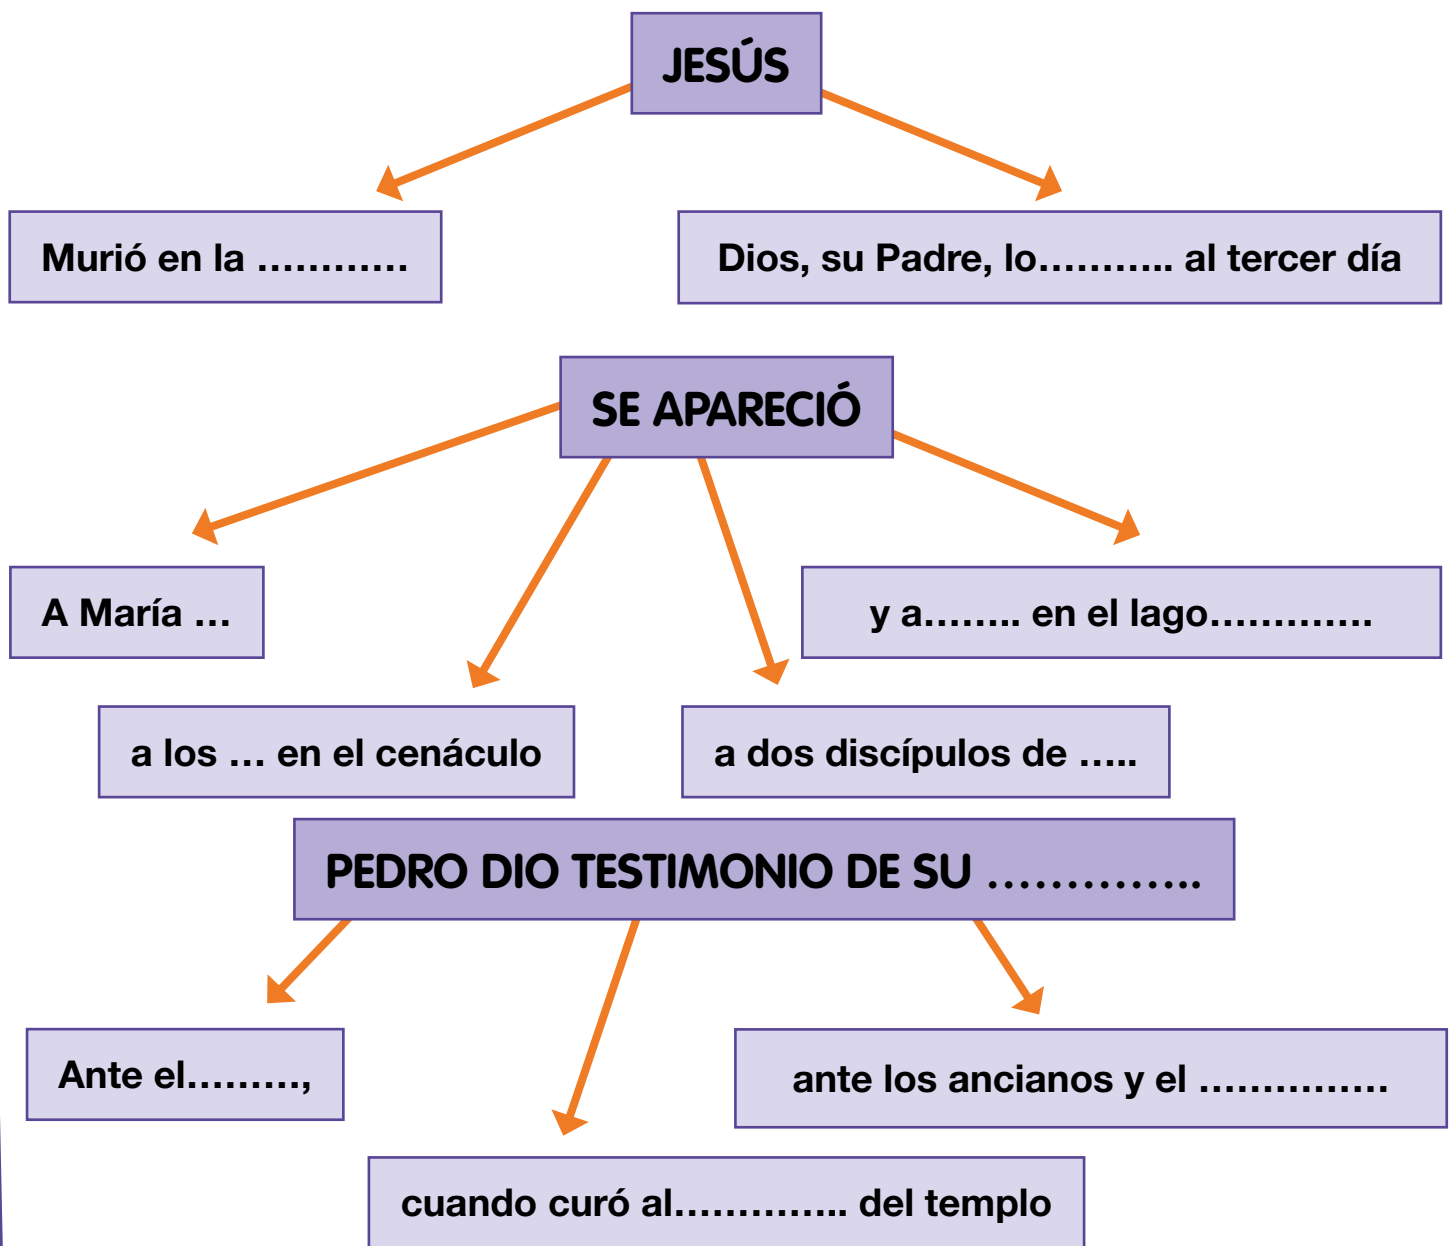 JESÚS
Murió en la …………
Dios, su Padre, lo……….. al tercer día
SE APARECIÓ
A María …
y a…….. en el lago………….
a los … en el cenáculo
a dos discípulos de …..
PEDRO DIO TESTIMONIO DE SU …………..
Ante el………,
ante los ancianos y el ……………
cuando curó al………….. del templo